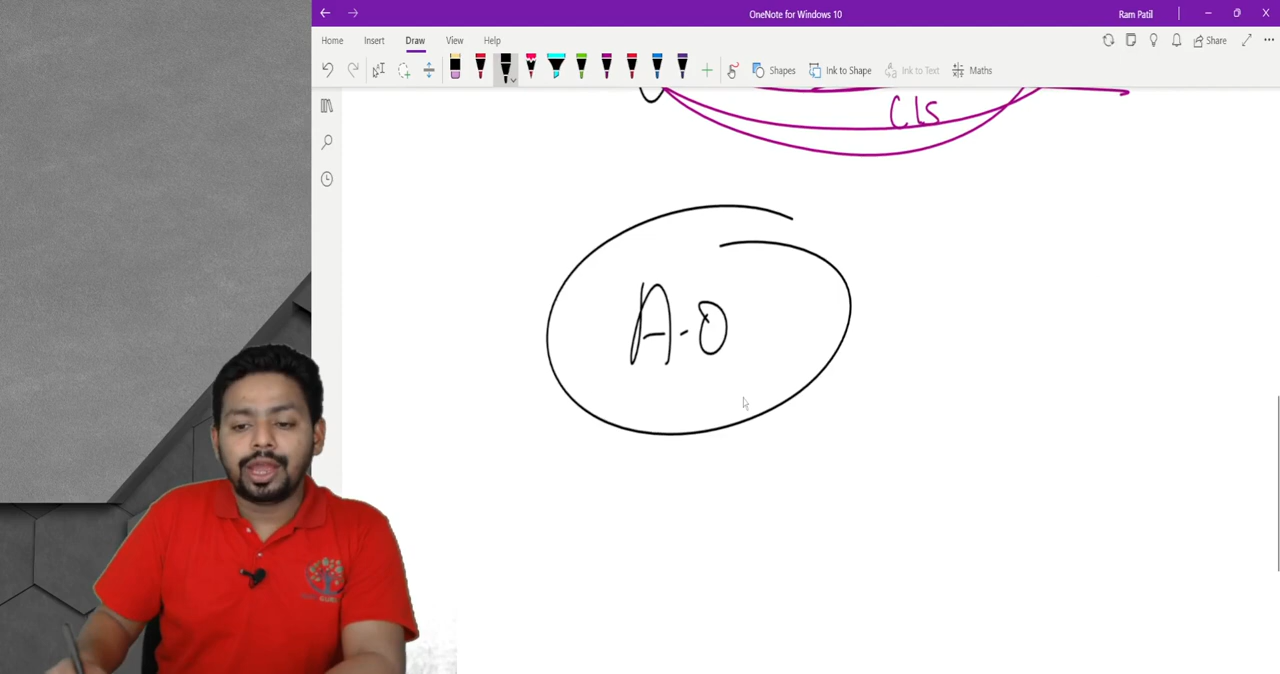 OneNote for Windows 10
Ram Patil
Home Insert Draw View Help
Share
Shapes Ink to Shape Ink to Text Maths
CLS
A-O